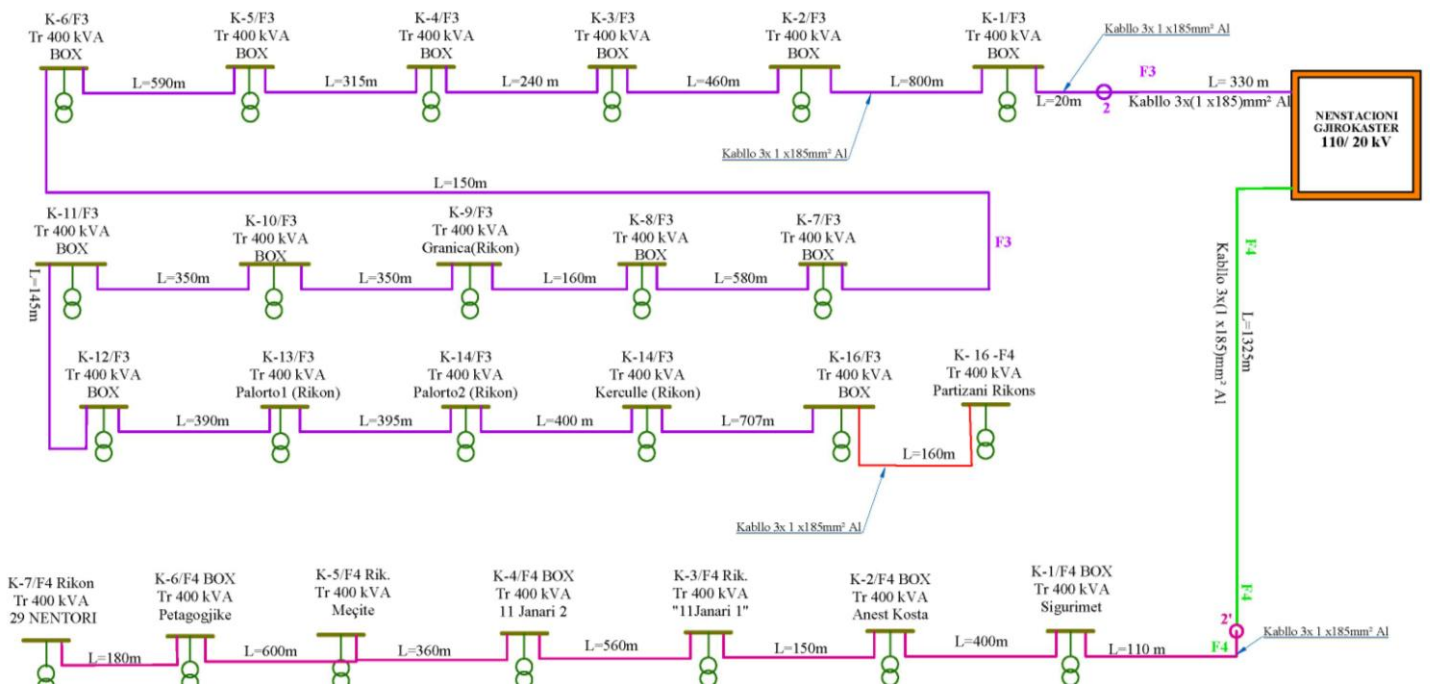 K-6/F3
Tr 400 kVA
BOX
K-5/F3
Tr 400 kVA
BOX
K-4/F3
Tr 400 kVA
BOX
K-3/F3
Tr 400 kVA
BOX
K-2/F3
Tr 400 kVA
BOX
K-1/F3
Tr 400 kVA
BOX
Kabllo 3x 1 x185mm² Al
L=590m
L=315m
L=240 m
L=460m
L=800m
L=20m
2
F3
L= 330 m
Kabllo 3x(1 x185)mm² Al
Kabllo 3x 1 x185mm² Al
NENSTACIONI
GJIROKASTER
110/ 20 kV
L=150m
F3
K-11/F3
Tr 400 kVA
BOX
K-10/F3
Tr 400 kVA
BOX
K-9/F3
Tr 400 kVA
Granica(Rikon)
K-8/F3
Tr 400 kVA
BOX
K-7/F3
Tr 400 kVA
BOX
L=350m
L=350m
L=160m
L=580m
L=145m
F4
Kabllo 3x(1 x185)mm² Al
L=1325m
F4
K-12/F3
Tr 400 kVA
BOX
K-13/F3
Tr 400 kVA
Palorto1 (Rikon)
K-14/F3
Tr 400 kVA
Palorto2 (Rikon)
K-14/F3
Tr 400 kVA
Kerculle (Rikon)
K-16/F3
Tr 400 kVA
BOX
K- 16 -F4
Tr 400 kVA
Partizani Rikons
L=390m
L=395m
L=400 m
L=707m
L=160m
Kabllo 3x 1 x185mm² Al
K-7/F4 Rikon
Tr 400 kVA
29 NENTORI
K-6/F4 BOX
Tr 400 kVA
Petagogjike
K-5/F4 Rik.
Tr 400 kVA
Meçite
K-4/F4 BOX
Tr 400 kVA
11 Janari 2
K-3/F4 Rik.
Tr 400 kVA
"11Janari 1"
K-2/F4 BOX
Tr 400 kVA
Anest Kosta
K-1/F4 BOX
Tr 400 kVA
Sigurimet
2'
F4
Kabllo 3x 1 x185mm² Al
L=180m
L=600m
L=360m
L=560m
L=150m
L=400m
L=110 m